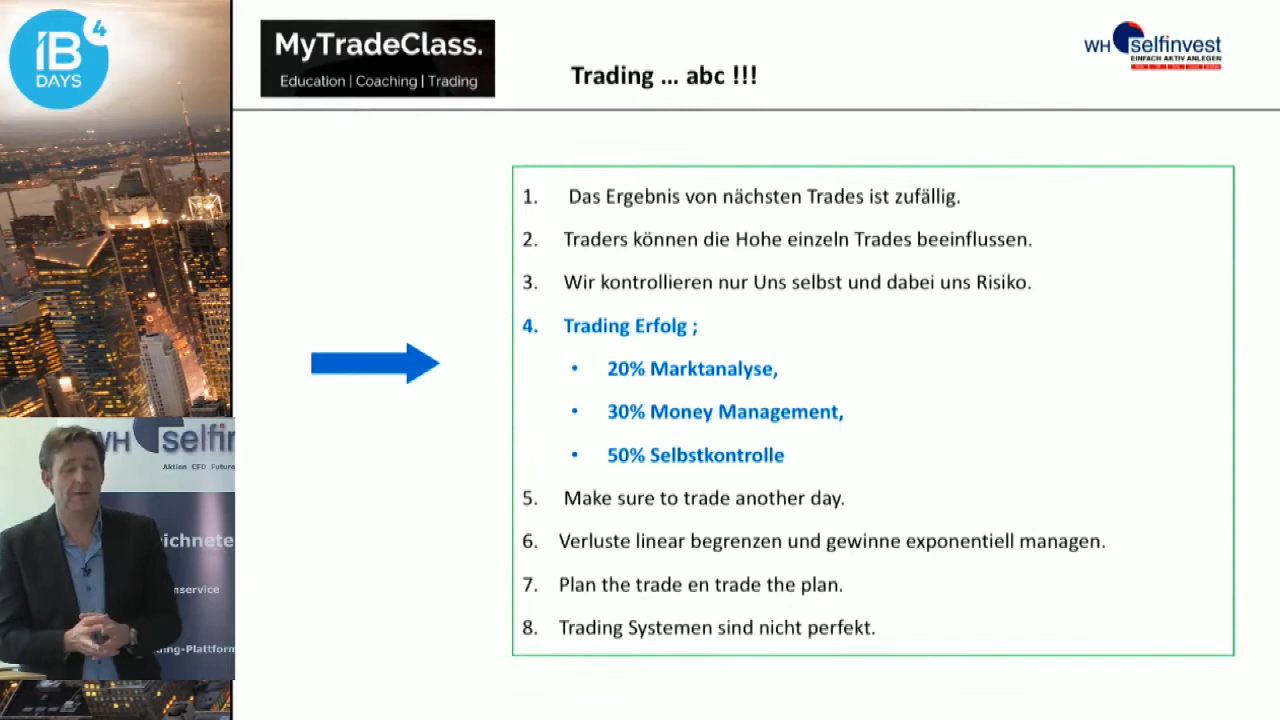 iB 4
DAYS
MyTradeClass.
Education | Coaching | Trading
Trading ... abc !!!
WH selfinvest
EINFACH AKTIV ANLEGEN
1. Das Ergebnis von nächsten Trades ist zufällig.
2. Traders können die Hohe einzeln Trades beeinflussen.
3. Wir kontrollieren nur Uns selbst und dabei uns Risiko.
4. Trading Erfolg ;
• 20% Marktanalyse,
• 30% Money Management,
• 50% Selbstkontrolle
5. Make sure to trade another day.
6. Verluste linear begrenzen und gewinne exponentiell managen.
7. Plan the trade en trade the plan.
8. Trading Systemen sind nicht perfekt.
WH selfin
Aktien CFD Future
ichnete
nservice
ing-Plattform